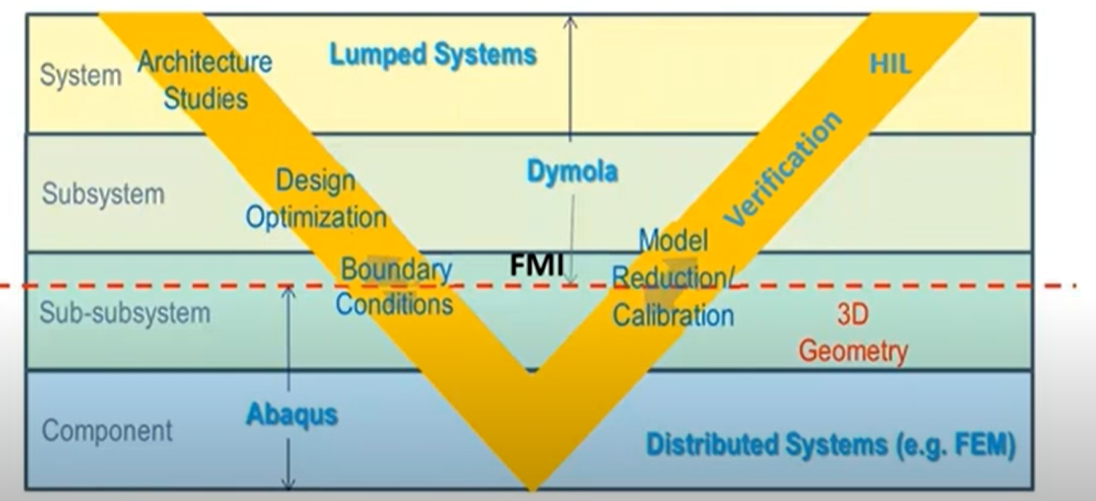 System
Architecture
Studies
Lumped Systems
HIL
Subsystem
Design
Optimization
Dymola
Verification
Boundary
Conditions
FMI
Model
Reduction/
Calibration
Sub-subsystem
3D
Geometry
Component
Abaqus
Distributed Systems (e.g. FEM)